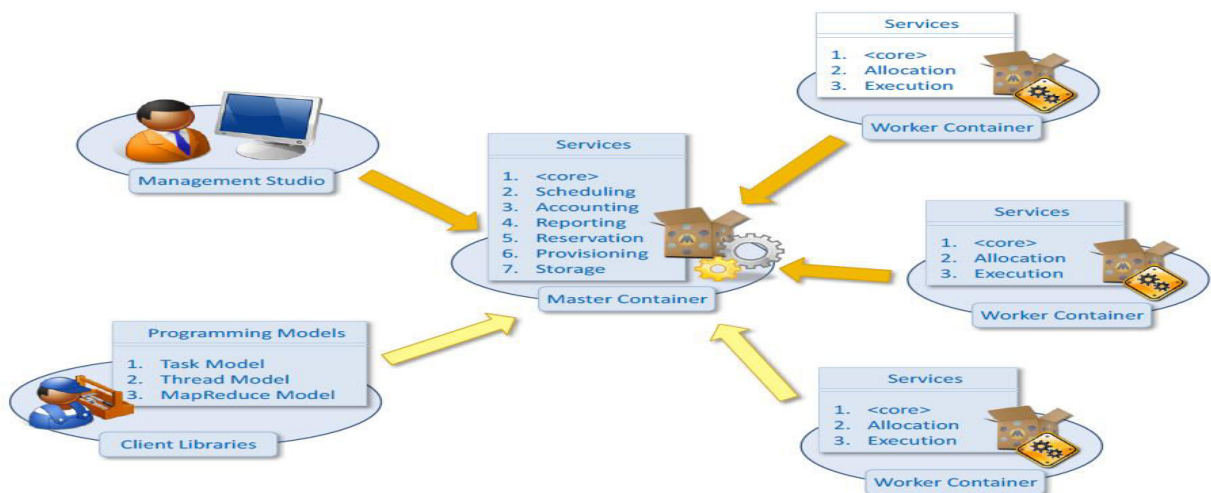 Services
1. <core>
2. Allocation
3. Execution
Worker Container
Management Studio
Services
1. <core>
2. Scheduling
3. Accounting
4. Reporting
5. Reservation
6. Provisioning
7. Storage
Master Container
Services
1. <core>
2. Allocation
3. Execution
Worker Container
Programming Models
1. Task Model
2. Thread Model
3. MapReduce Model
Client Libraries
Services
1. <core>
2. Allocation
3. Execution
Worker Container